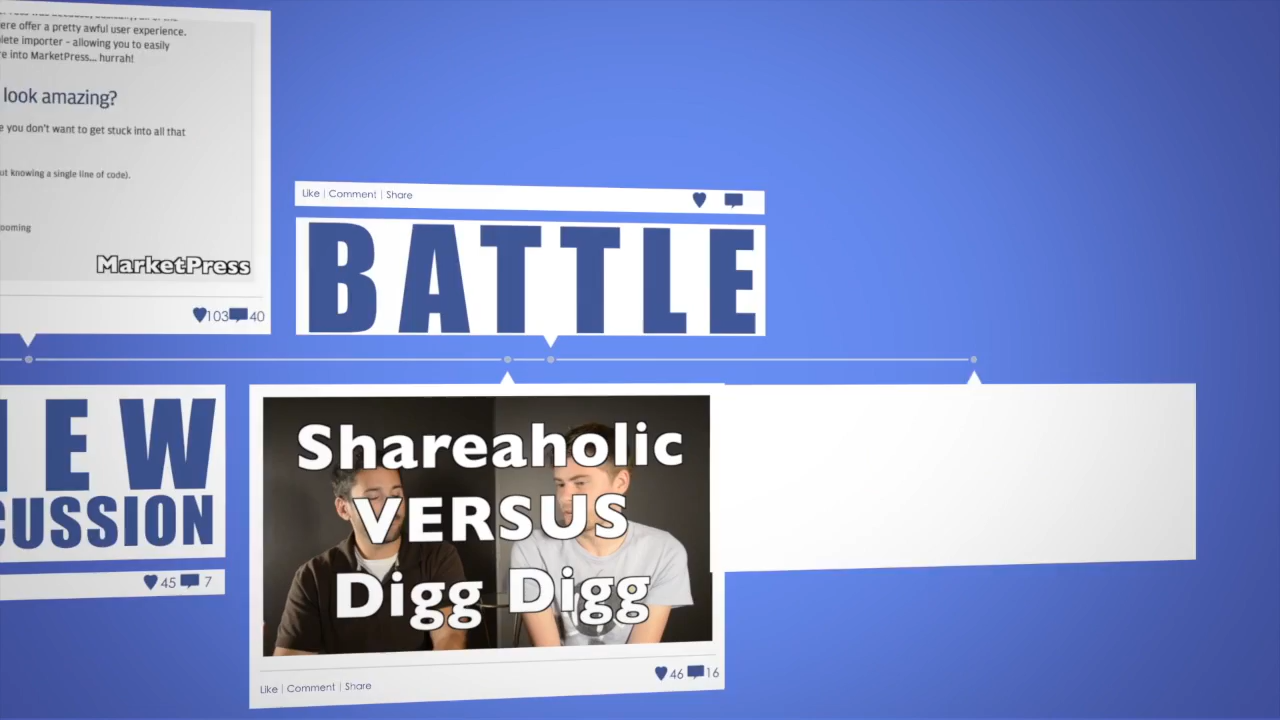 ere offer a pretty awful user experience.
lete importer - allowing you to easily
re into MarketPress... hurrah!
look amazing?
e you don't want to get stuck into all that
ut knowing a single line of code).
ooming
MarketPress
103 40
Like | Comment | Share
BATTLE
IEW
CUSSION
45 7
Shareaholic
VERSUS
Digg Digg
46 16
Like | Comment | Share